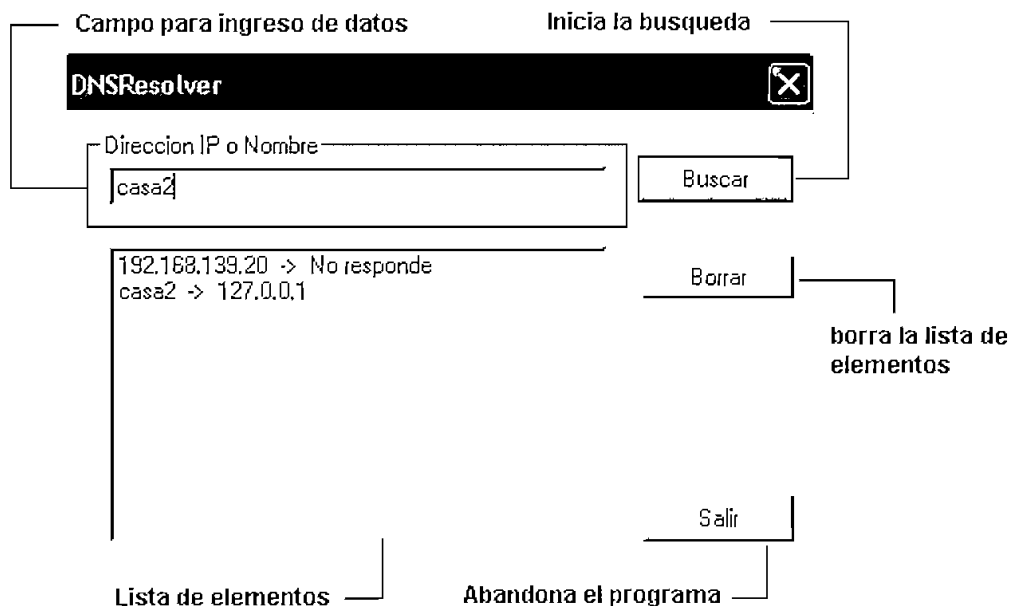 Campo para ingreso de datos
Inicia la busqueda
DNSResolver
Direccion IP o Nombre
casa2
Buscar
192.168.139.20 -> No responde
casa2 -> 127.0.0.1
Borrar
borra la lista de
elementos
Salir
Lista de elementos
Abandona el programa